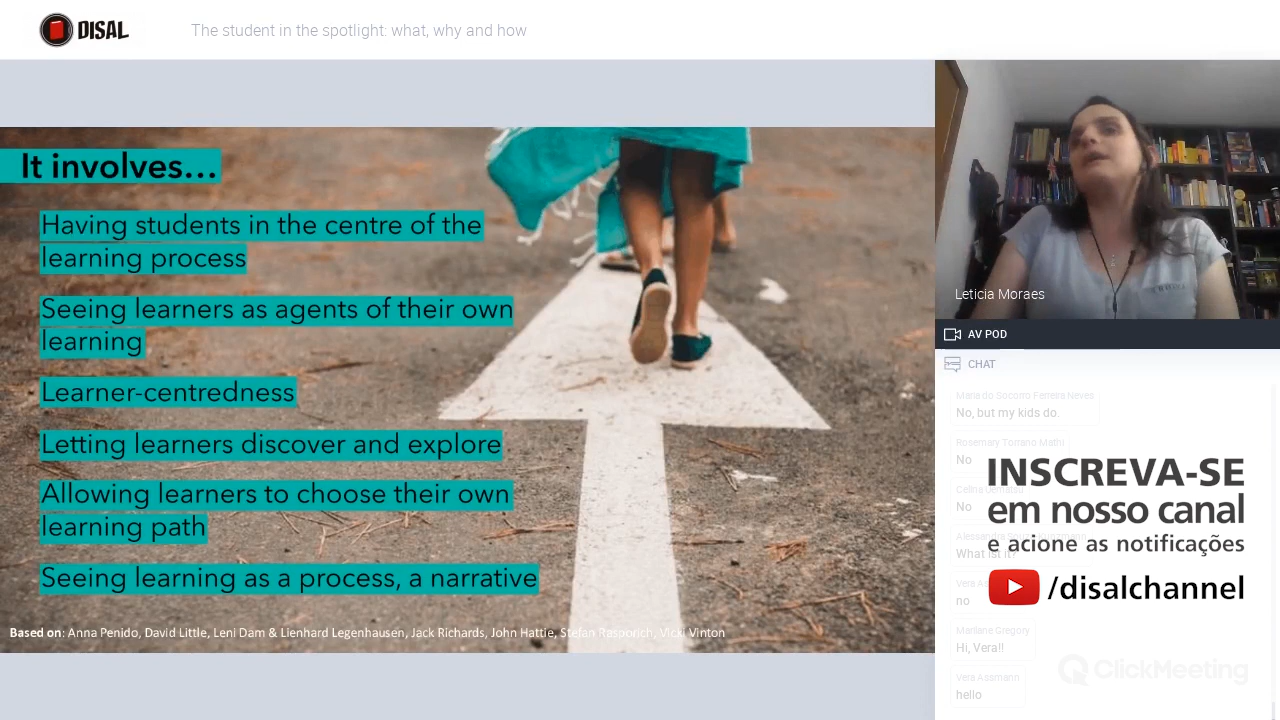 DISAL
The student in the spotlight: what, why and how
It involves...
Having students in the centre of the
learning process
Seeing learners as agents of their own
learning
Learner-centredness
Letting learners discover and explore
Allowing learners to choose their own
learning path
Seeing learning as a process, a narrative
Based on: Anna Penido, David Little, Leni Dam & Lienhard Legenhausen, Jack Richards, John Hattie, Stefan Rasporich, Vicki Vinton
Leticia Moraes
AV POD
CHAT
Maria do Socorro Ferreira Neves
No, but my kids do.
Rosemary Torrano Mathi
No
Celina
No
Alessandra
What ist it?
Vera
no
Marilane Gregory
Hi, Vera!!
Vera Assmann
hello
INSCREVA-SE
em nosso canal
e acione as notificações
/disalchannel
ClickMeeting